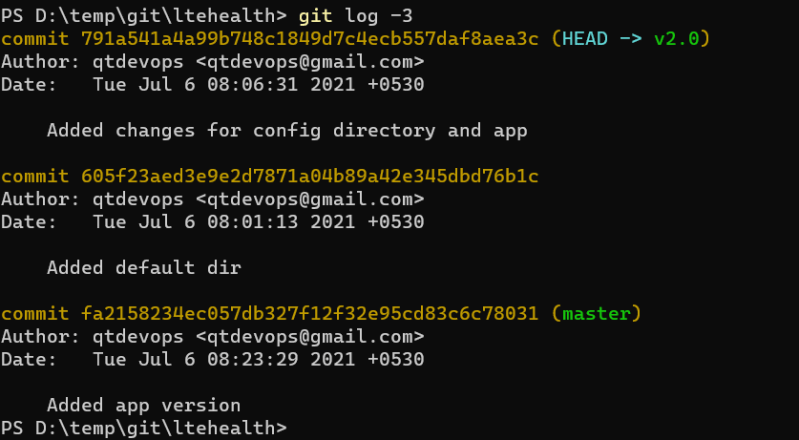 PS D:\temp\git\ltehealth> git log -3
commit 791a541a4a99b748c1849d7c4ecb557daf8aea3c (HEAD -> v2.0)
Author: qtdevops <qtdevops@gmail.com>
Date:   Tue Jul 6 08:06:31 2021 +0530
    Added changes for config directory and app
commit 605f23aed3e9e2d7871a04b89a42e345dbd76b1c
Author: qtdevops <qtdevops@gmail.com>
Date:   Tue Jul 6 08:01:13 2021 +0530
    Added default dir
commit fa2158234ec057db327f12f32e95cd83c6c78031 (master)
Author: qtdevops <qtdevops@gmail.com>
Date:   Tue Jul 6 08:23:29 2021 +0530
    Added app version
PS D:\temp\git\ltehealth>